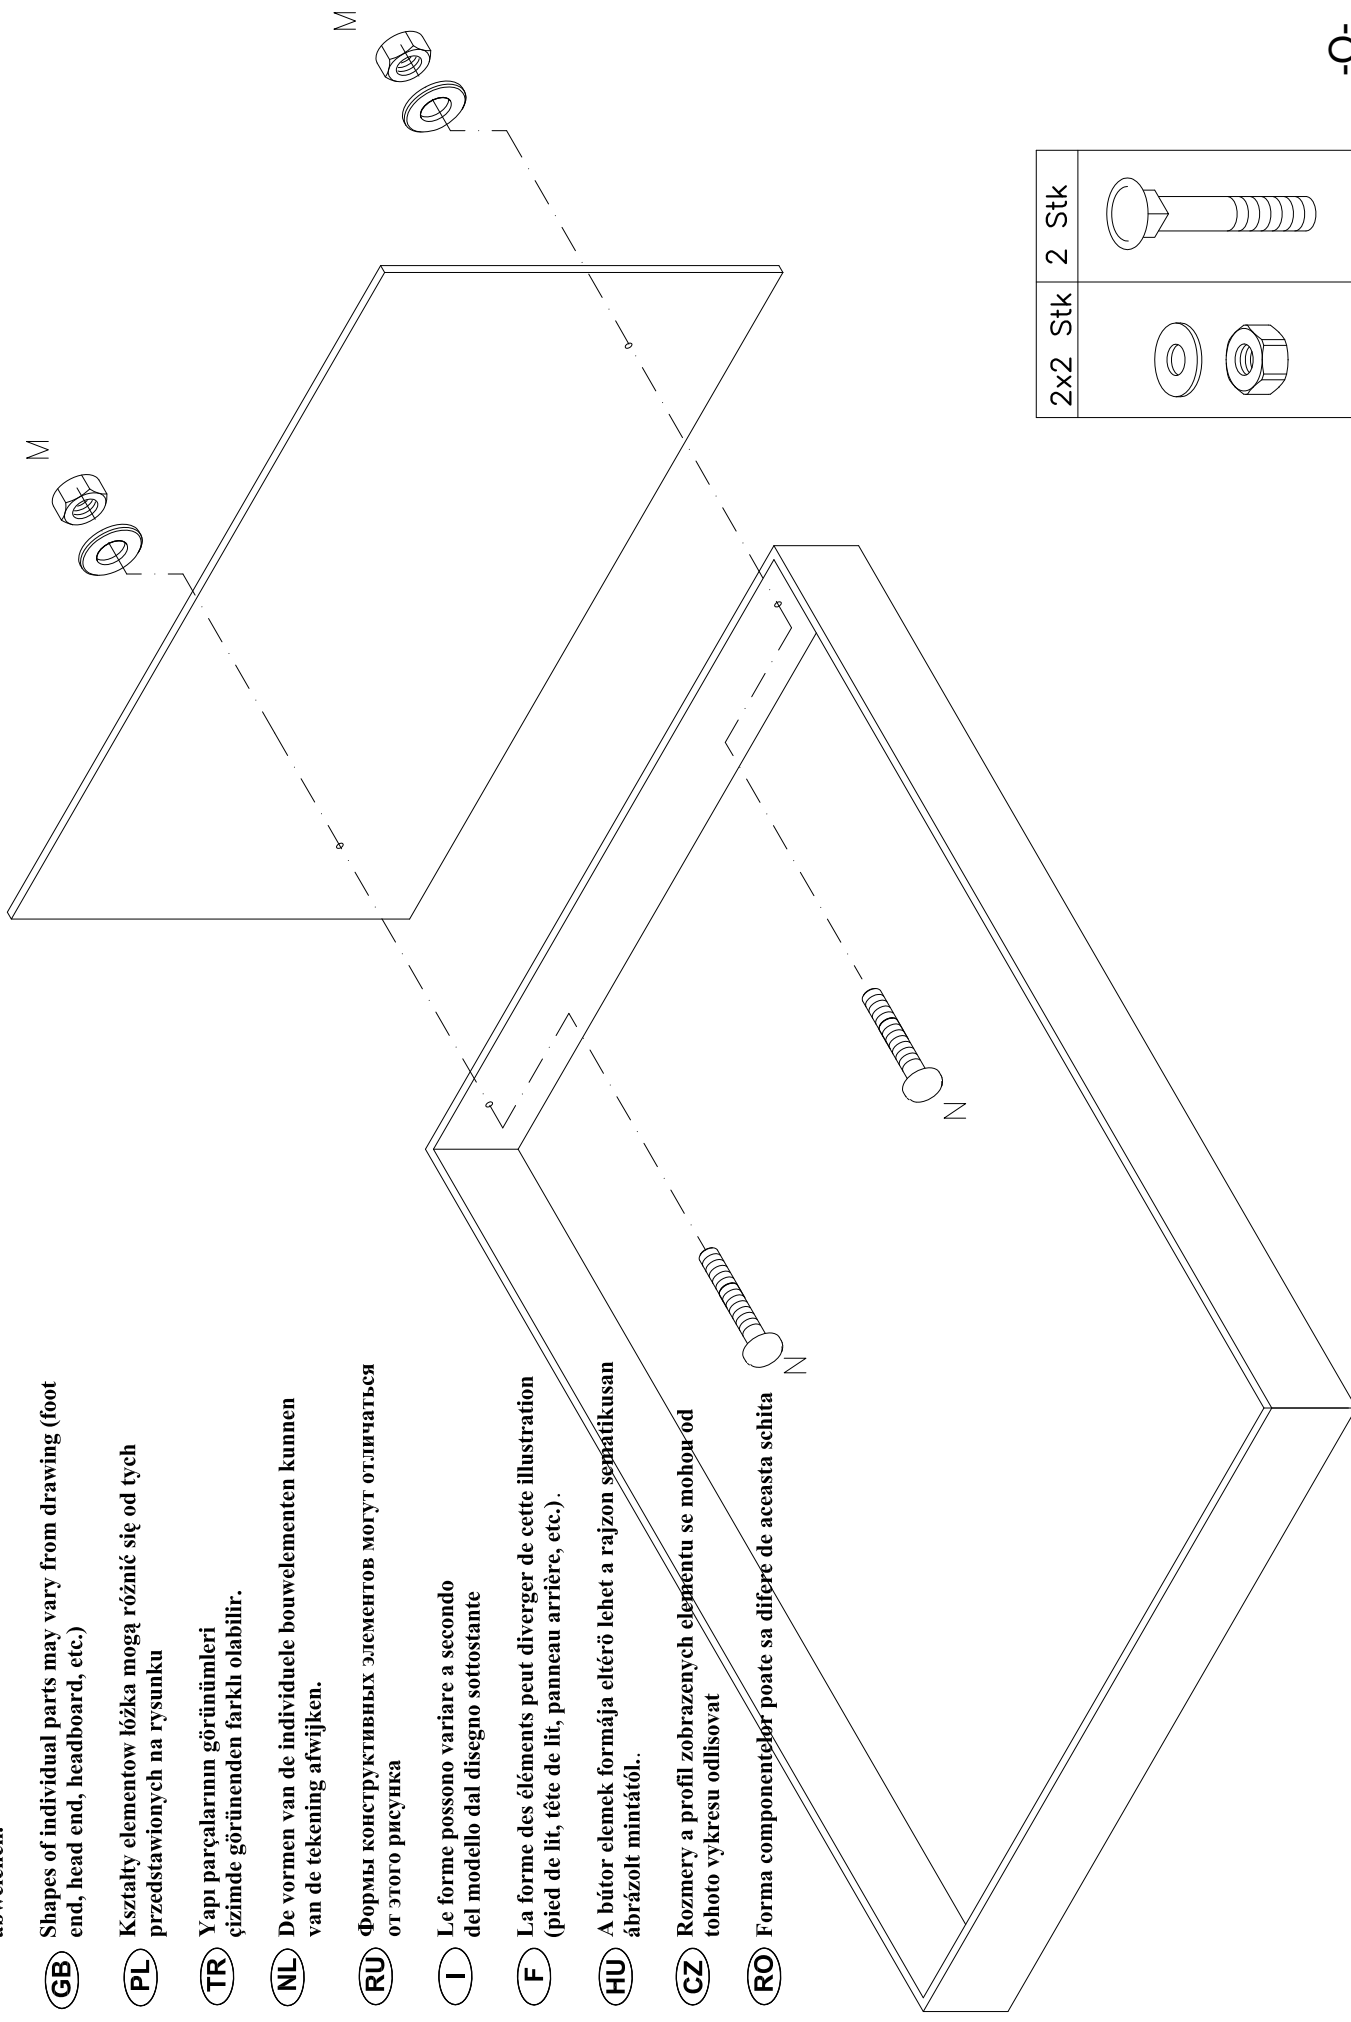 abweichen.
GB Shapes of individual parts may vary from drawing (foot
end, head end, headboard, etc.)
PL Kształty elementow łóżka mogą różnić się od tych
przedstawionych na rysunku
TR Yapı parçalarının görünümleri
çizimde görünenden farklı olabilir.
NL De vormen van de individuele bouwelementen kunnen
van de tekening afwijken.
RU Формы конструктивных элементов могут отличаться
от этого рисунка
I Le forme possono variare a secondo
del modello dal disegno sottostante
F La forme des éléments peut diverger de cette illustration
(pied de lit, tête de lit, panneau arrière, etc.).
HU A bútor elemek formája eltérö lehet a rajzon sematikusan
ábrázolt mintától..
CZ Rozmery a profil zobrazenych elementu se mohou od
tohoto vykresu odlisovat
RO Forma componentelor poate sa difere de aceasta schita
M
M
N
N
2x2 Stk
2 Stk
-O-